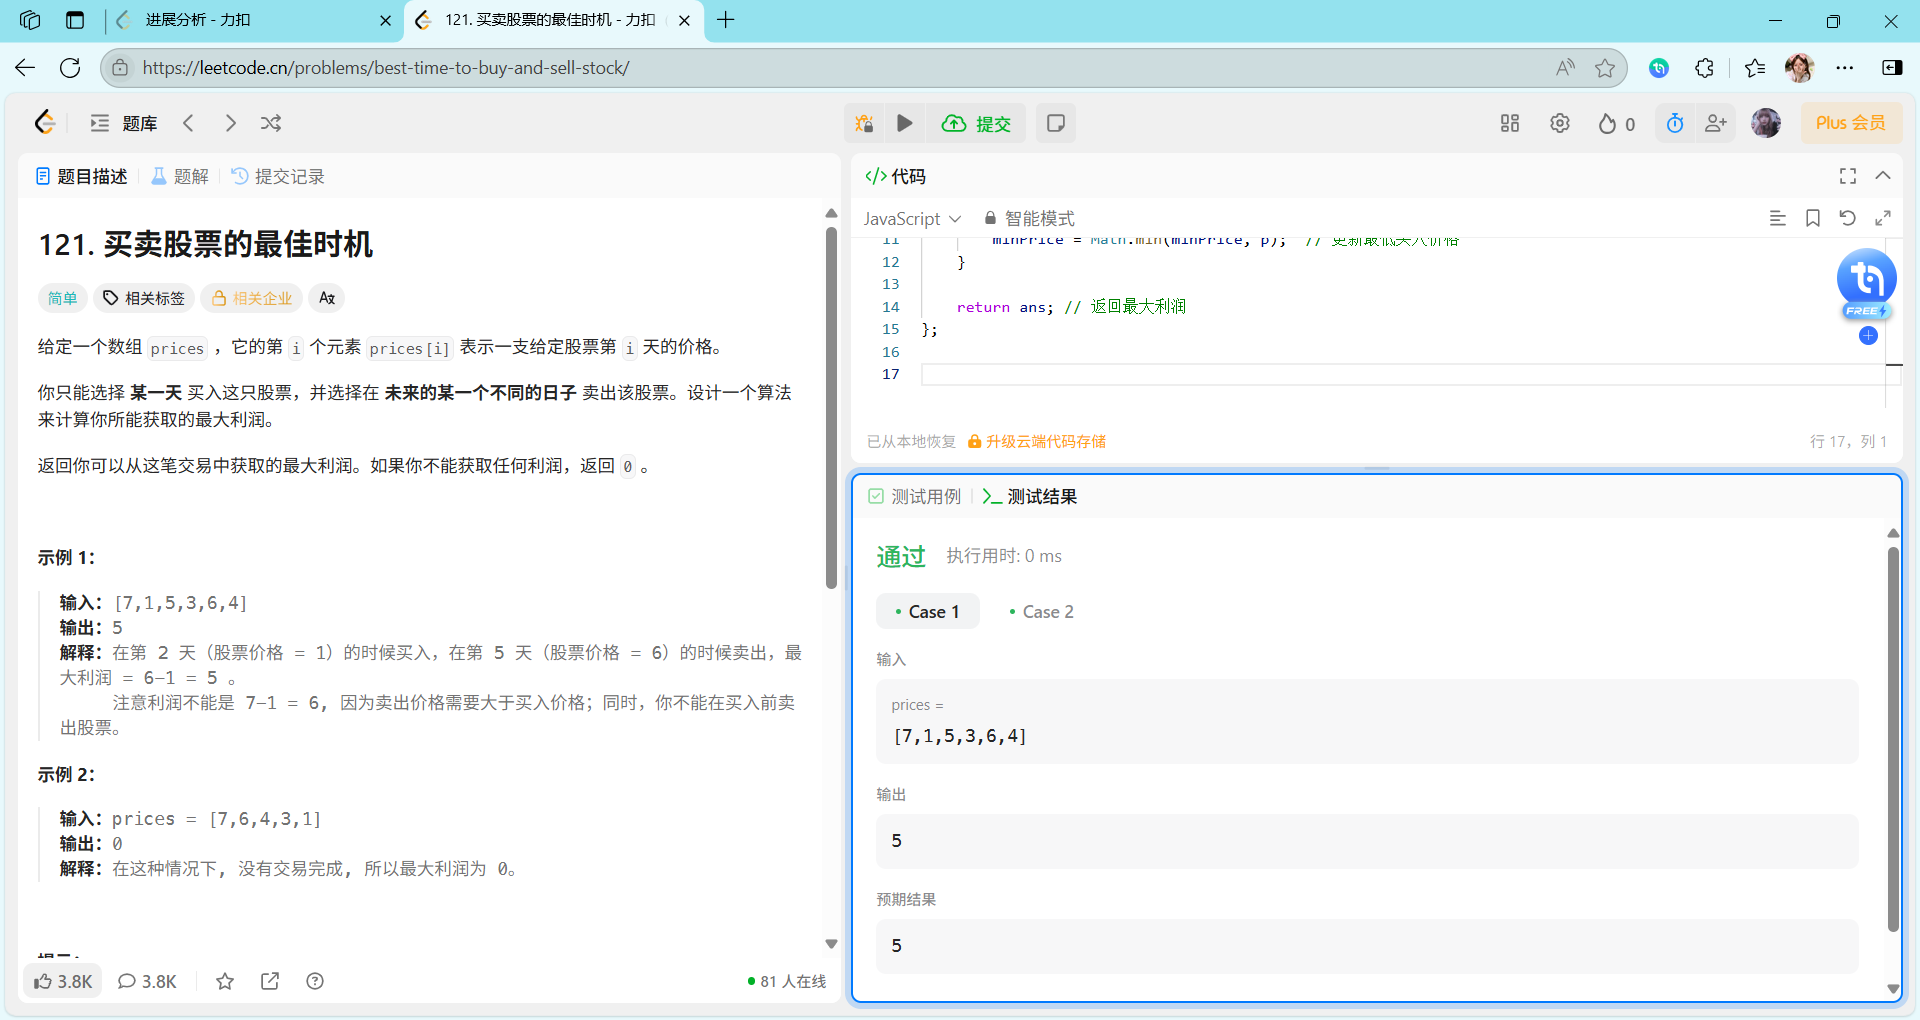 进展分析 - 力扣
121. 买卖股票的最佳时机 - 力扣
https://leetcode.cn/problems/best-time-to-buy-and-sell-stock/
题库
提交
0
Plus 会员
题目描述
题解
提交记录
121. 买卖股票的最佳时机
简单
相关标签
相关企业
给定一个数组 prices ，它的第 i 个元素 prices[i] 表示一支给定股票第 i 天的价格。
你只能选择 某一天 买入这只股票，并选择在 未来的某一个不同的日子 卖出该股票。设计一个算法
来计算你所能获取的最大利润。
返回你可以从这笔交易中获取的最大利润。如果你不能获取任何利润，返回 0 。
示例 1：
输入：[7,1,5,3,6,4]
输出：5
解释：在第 2 天（股票价格 = 1）的时候买入，在第 5 天（股票价格 = 6）的时候卖出，最
大利润 = 6-1 = 5 。
注意利润不能是 7-1 = 6, 因为卖出价格需要大于买入价格；同时，你不能在买入前卖
出股票。
示例 2：
输入：prices = [7,6,4,3,1]
输出：0
解释：在这种情况下, 没有交易完成, 所以最大利润为 0。
3.8K
3.8K
81 人在线
代码
JavaScript
智能模式
11 minPrice = Math.min(minPrice, p); // 更新最低买入价格
12 }
13
14 return ans; // 返回最大利润
15 };
16
17
FREE
已从本地恢复
升级云端代码存储
行 17，列 1
测试用例
测试结果
通过
执行用时: 0 ms
Case 1
Case 2
输入
prices =
[7,1,5,3,6,4]
输出
5
预期结果
5